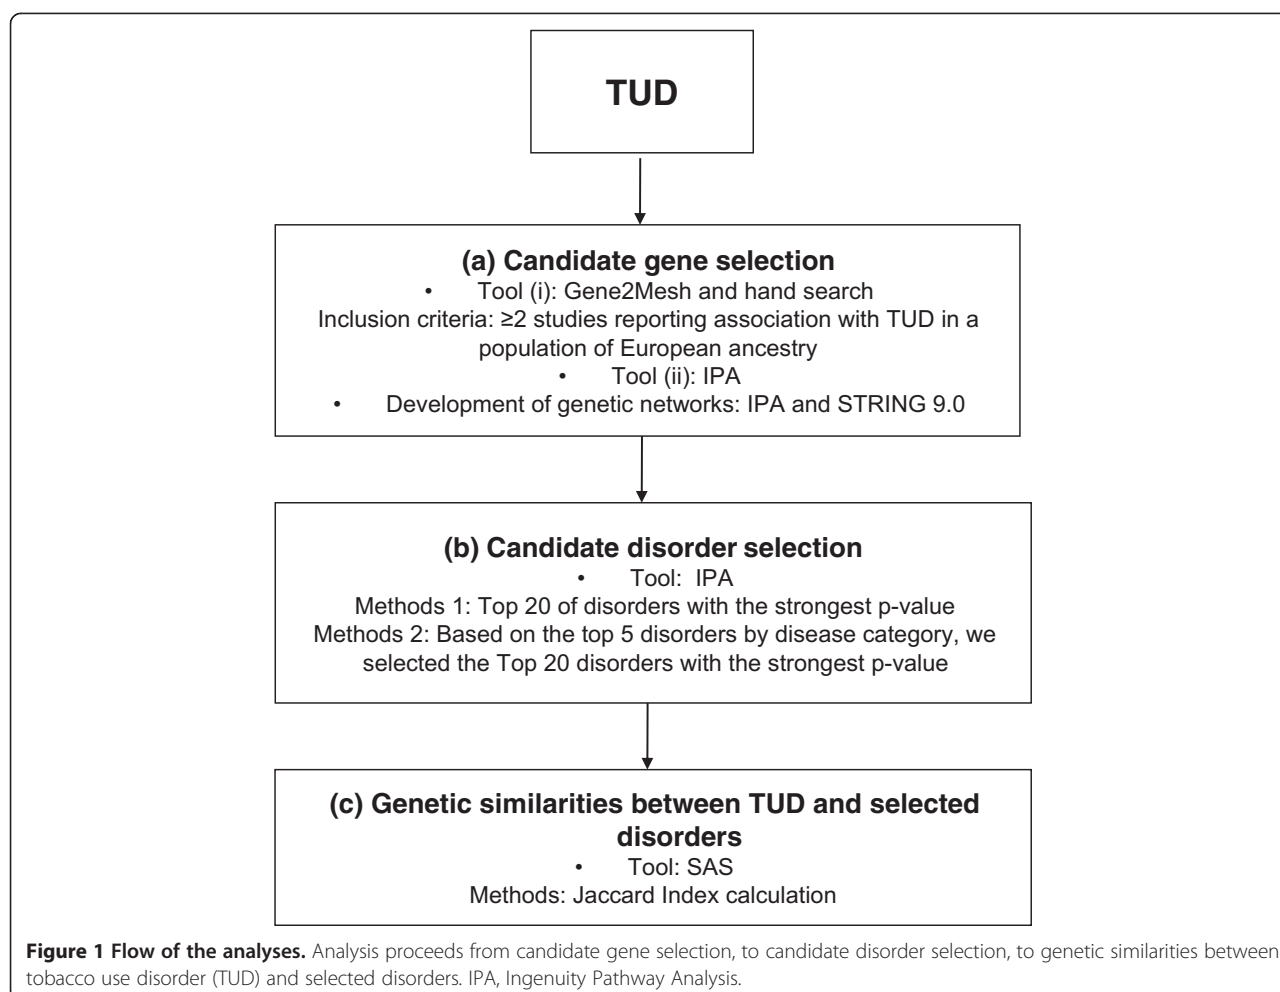 TUD
(a) Candidate gene selection
• Tool (i): Gene2Mesh and hand search
Inclusion criteria: ≥2 studies reporting association with TUD in a
population of European ancestry
• Tool (ii): IPA
• Development of genetic networks: IPA and STRING 9.0
(b) Candidate disorder selection
• Tool: IPA
Methods 1: Top 20 of disorders with the strongest p-value
Methods 2: Based on the top 5 disorders by disease category, we
selected the Top 20 disorders with the strongest p-value
(c) Genetic similarities between TUD and selected
disorders
• Tool: SAS
Methods: Jaccard Index calculation
Figure 1 Flow of the analyses. Analysis proceeds from candidate gene selection, to candidate disorder selection, to genetic similarities between
tobacco use disorder (TUD) and selected disorders. IPA, Ingenuity Pathway Analysis.